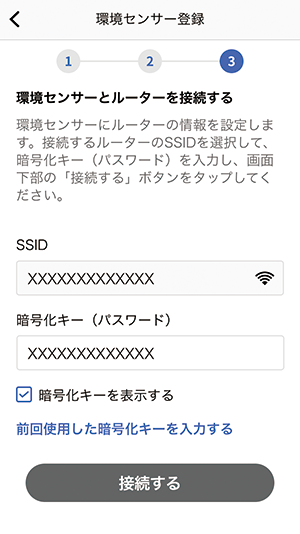 環境センサー登録
1 2 3
環境センサーとルーターを接続する
環境センサーにルーターの情報を設定しま
す。接続するルーターのSSIDを選択して、
暗号化キー（パスワード）を入力し、画面
下部の「接続する」ボタンをタップしてく
ださい。
SSID
XXXXXXXXXXXXX
暗号化キー（パスワード）
XXXXXXXXXXXXX
暗号化キーを表示する
前回使用した暗号化キーを入力する
接続する